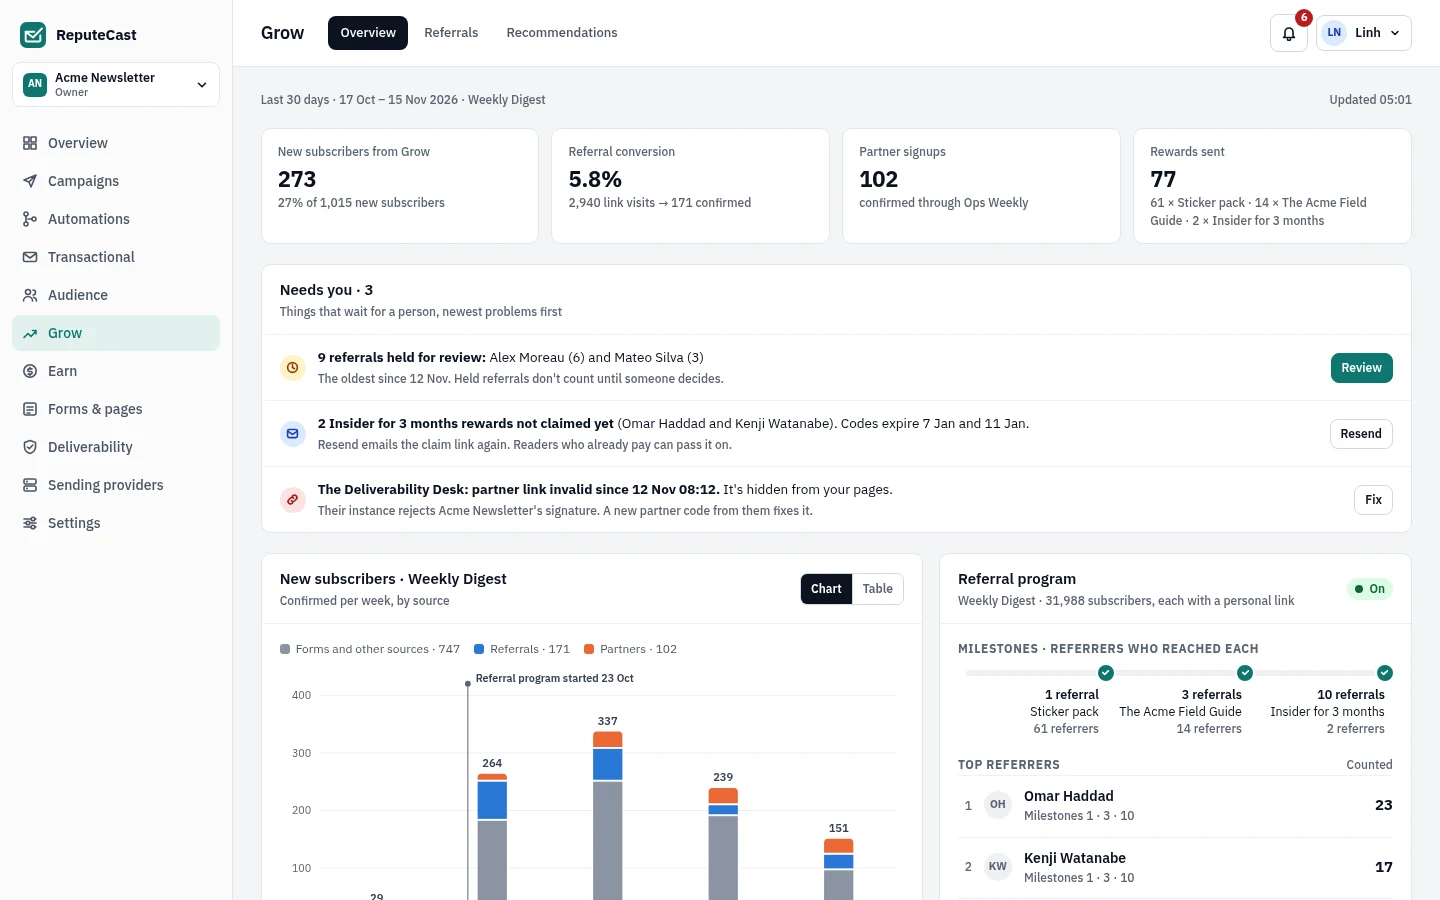 ReputeCast
AN
Acme Newsletter
Owner
Overview
Campaigns
Automations
Transactional
Audience
Grow
Earn
Forms & pages
Deliverability
Sending providers
Settings
Grow
Overview
Referrals
Recommendations
6
LN
Linh
Last 30 days · 17 Oct – 15 Nov 2026 · Weekly Digest
Updated 05:01
New subscribers from Grow
273
27% of 1,015 new subscribers
Referral conversion
5.8%
2,940 link visits → 171 confirmed
Partner signups
102
confirmed through Ops Weekly
Rewards sent
77
61 × Sticker pack · 14 × The Acme Field
Guide · 2 × Insider for 3 months
Needs you · 3
Things that wait for a person, newest problems first
9 referrals held for review: Alex Moreau (6) and Mateo Silva (3)
The oldest since 12 Nov. Held referrals don't count until someone decides.
Review
2 Insider for 3 months rewards not claimed yet (Omar Haddad and Kenji Watanabe). Codes expire 7 Jan and 11 Jan.
Resend emails the claim link again. Readers who already pay can pass it on.
Resend
The Deliverability Desk: partner link invalid since 12 Nov 08:12. It's hidden from your pages.
Their instance rejects Acme Newsletter's signature. A new partner code from them fixes it.
Fix
New subscribers · Weekly Digest
Confirmed per week, by source
Chart
Table
Forms and other sources · 747
Referrals · 171
Partners · 102
Referral program started 23 Oct
400
300
200
100
29
264
337
239
151
Referral program
Weekly Digest · 31,988 subscribers, each with a personal link
On
MILESTONES · REFERRERS WHO REACHED EACH
1 referral
Sticker pack
61 referrers
3 referrals
The Acme Field Guide
14 referrers
10 referrals
Insider for 3 months
2 referrers
TOP REFERRERS
Counted
1
OH
Omar Haddad
Milestones 1 · 3 · 10
23
2
KW
Kenji Watanabe
Milestones 1 · 3 · 10
17